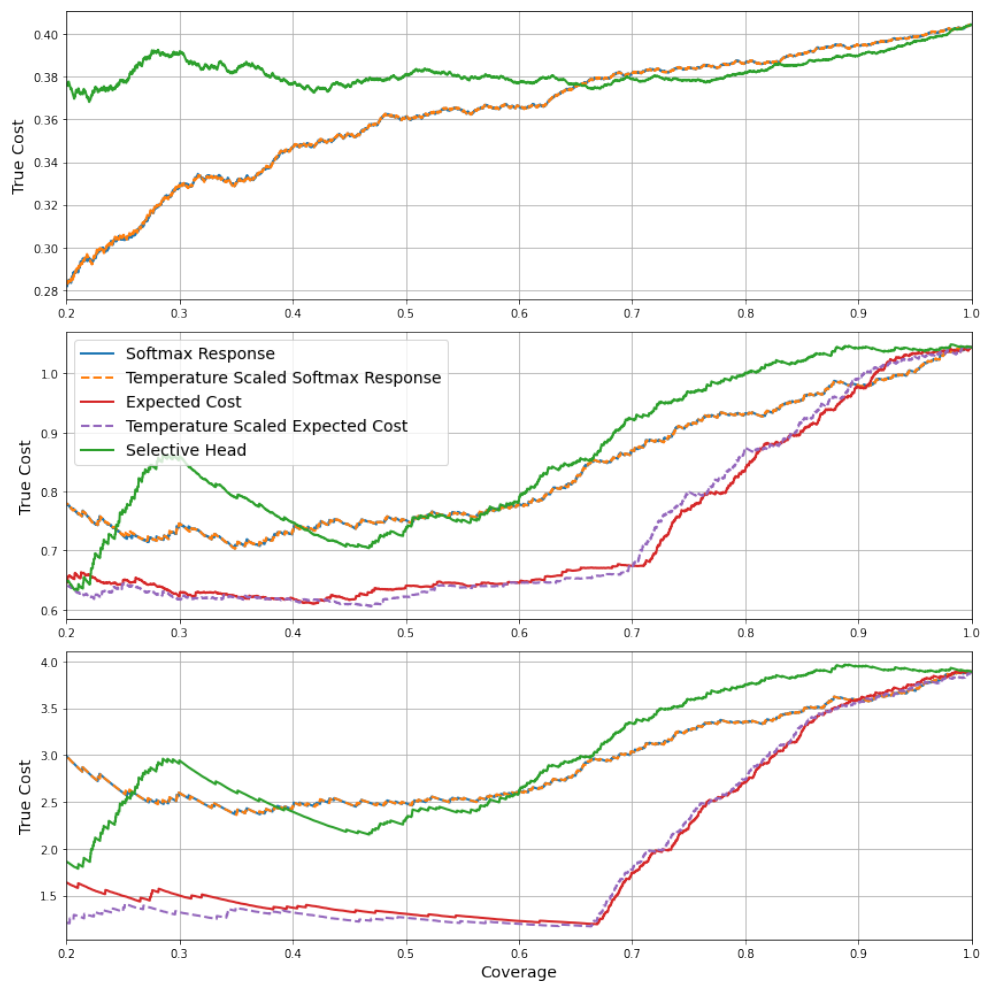 0.40
0.38
0.36
0.34
0.32
0.30
0.28
True Cost
0.2 0.3 0.4 0.5 0.6 0.7 0.8 0.9 1.0
Softmax Response
Temperature Scaled Softmax Response
Expected Cost
Temperature Scaled Expected Cost
Selective Head
1.0
0.9
0.8
0.7
0.6
True Cost
0.2 0.3 0.4 0.5 0.6 0.7 0.8 0.9 1.0
4.0
3.5
3.0
2.5
2.0
1.5
True Cost
0.2 0.3 0.4 0.5 0.6 0.7 0.8 0.9 1.0
Coverage